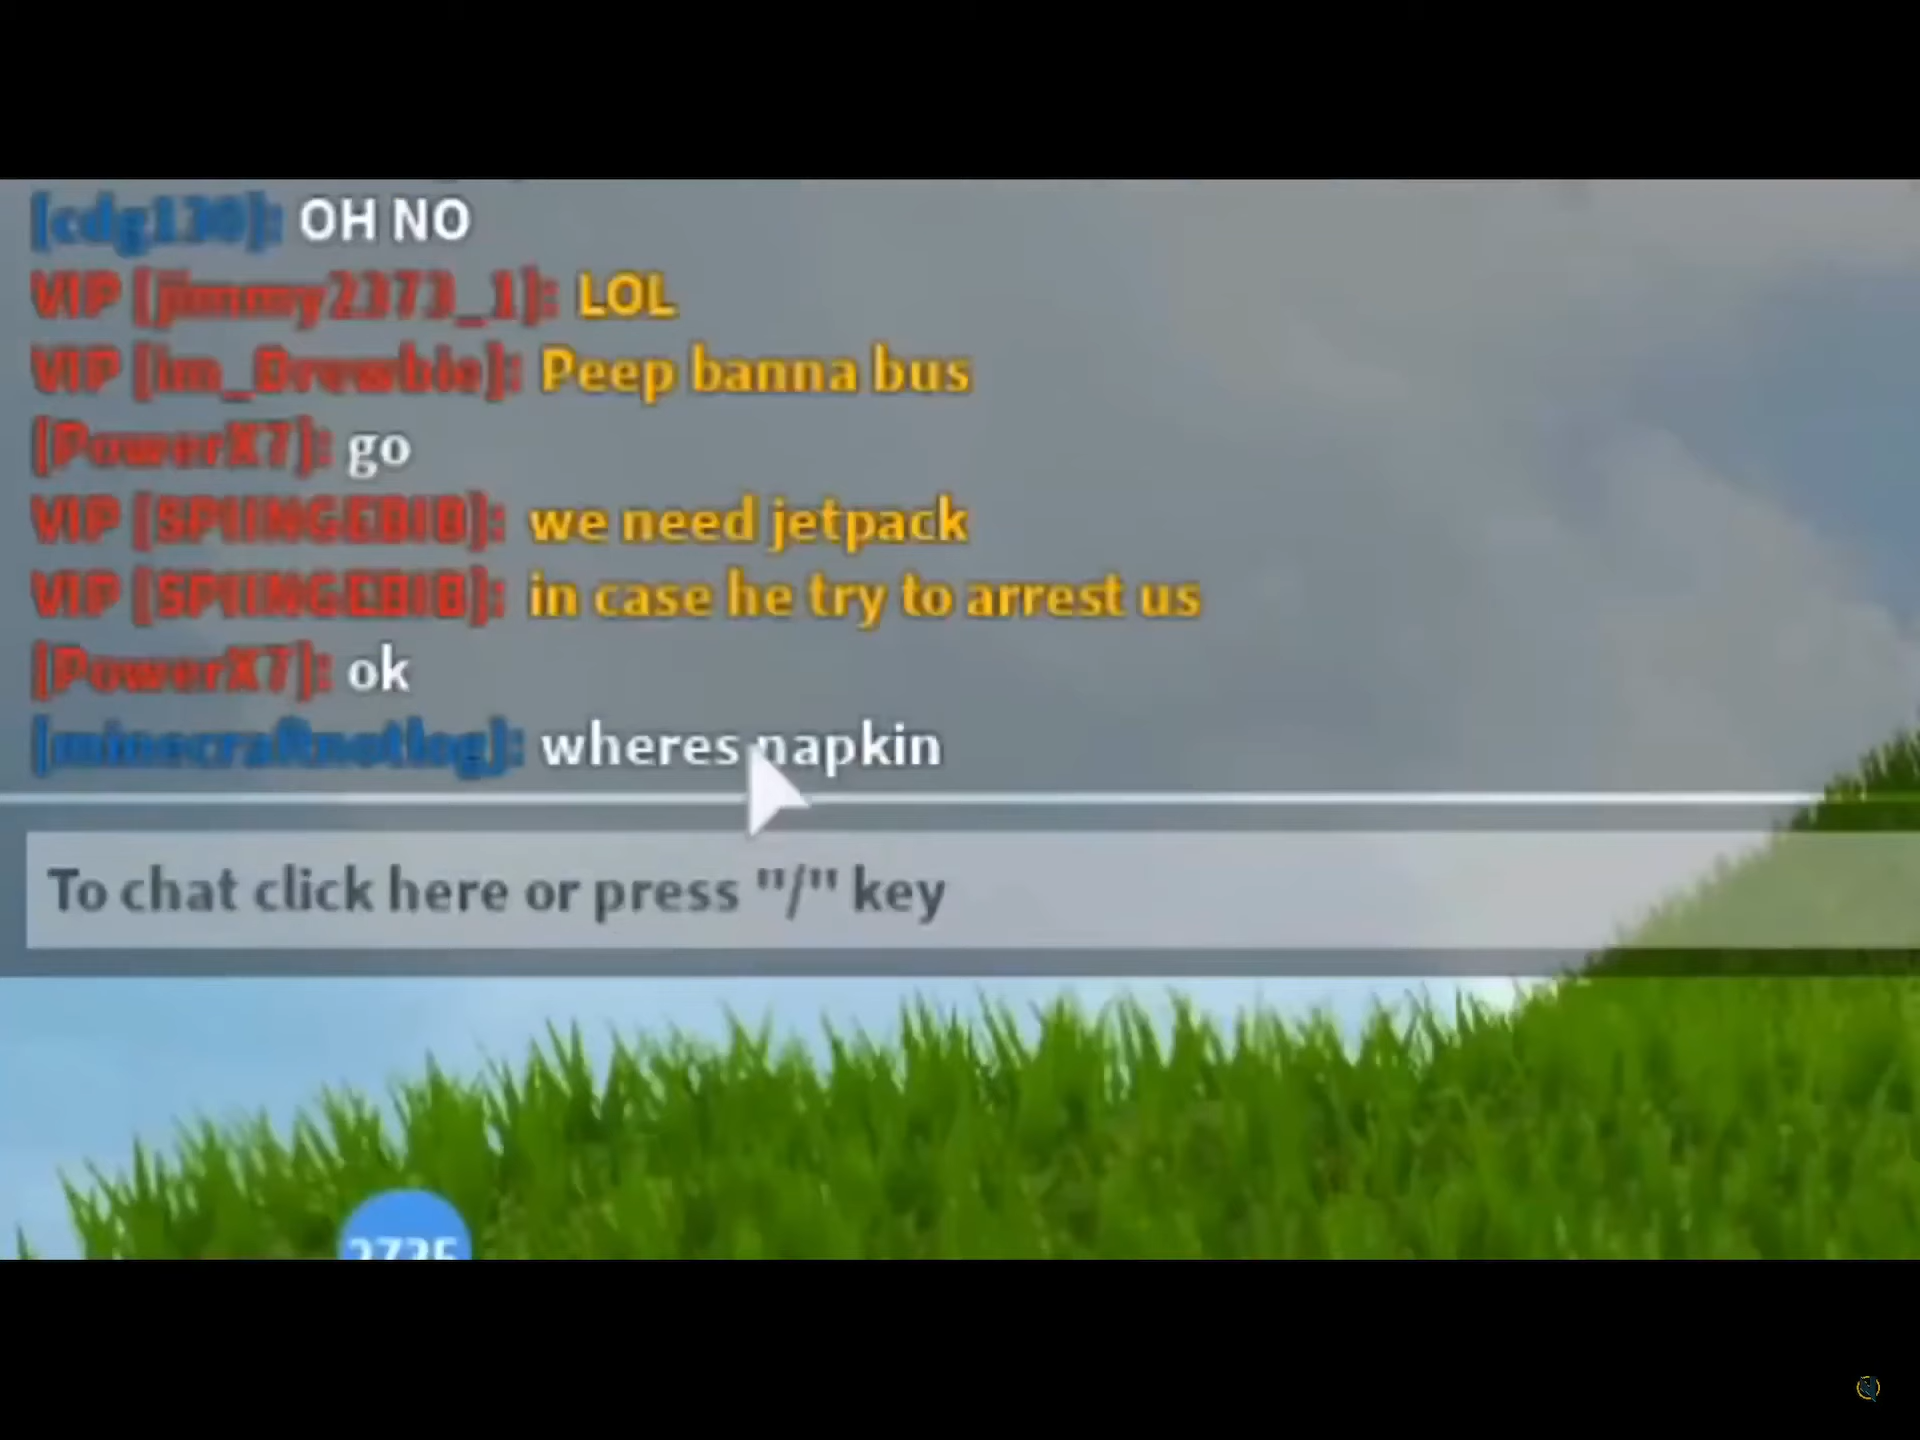 [cdg130]: OH NO
VIP [jimmy2373_1]: LOL
VIP [im_Drewbie]: Peep banna bus
[PowerX7]: go
VIP [SPIINGEBIB]: we need jetpack
VIP [SPIINGEBIB]: in case he try to arrest us
[PowerX7]: ok
[minecraftnotlog]: wheres napkin
To chat click here or press "/" key
2735